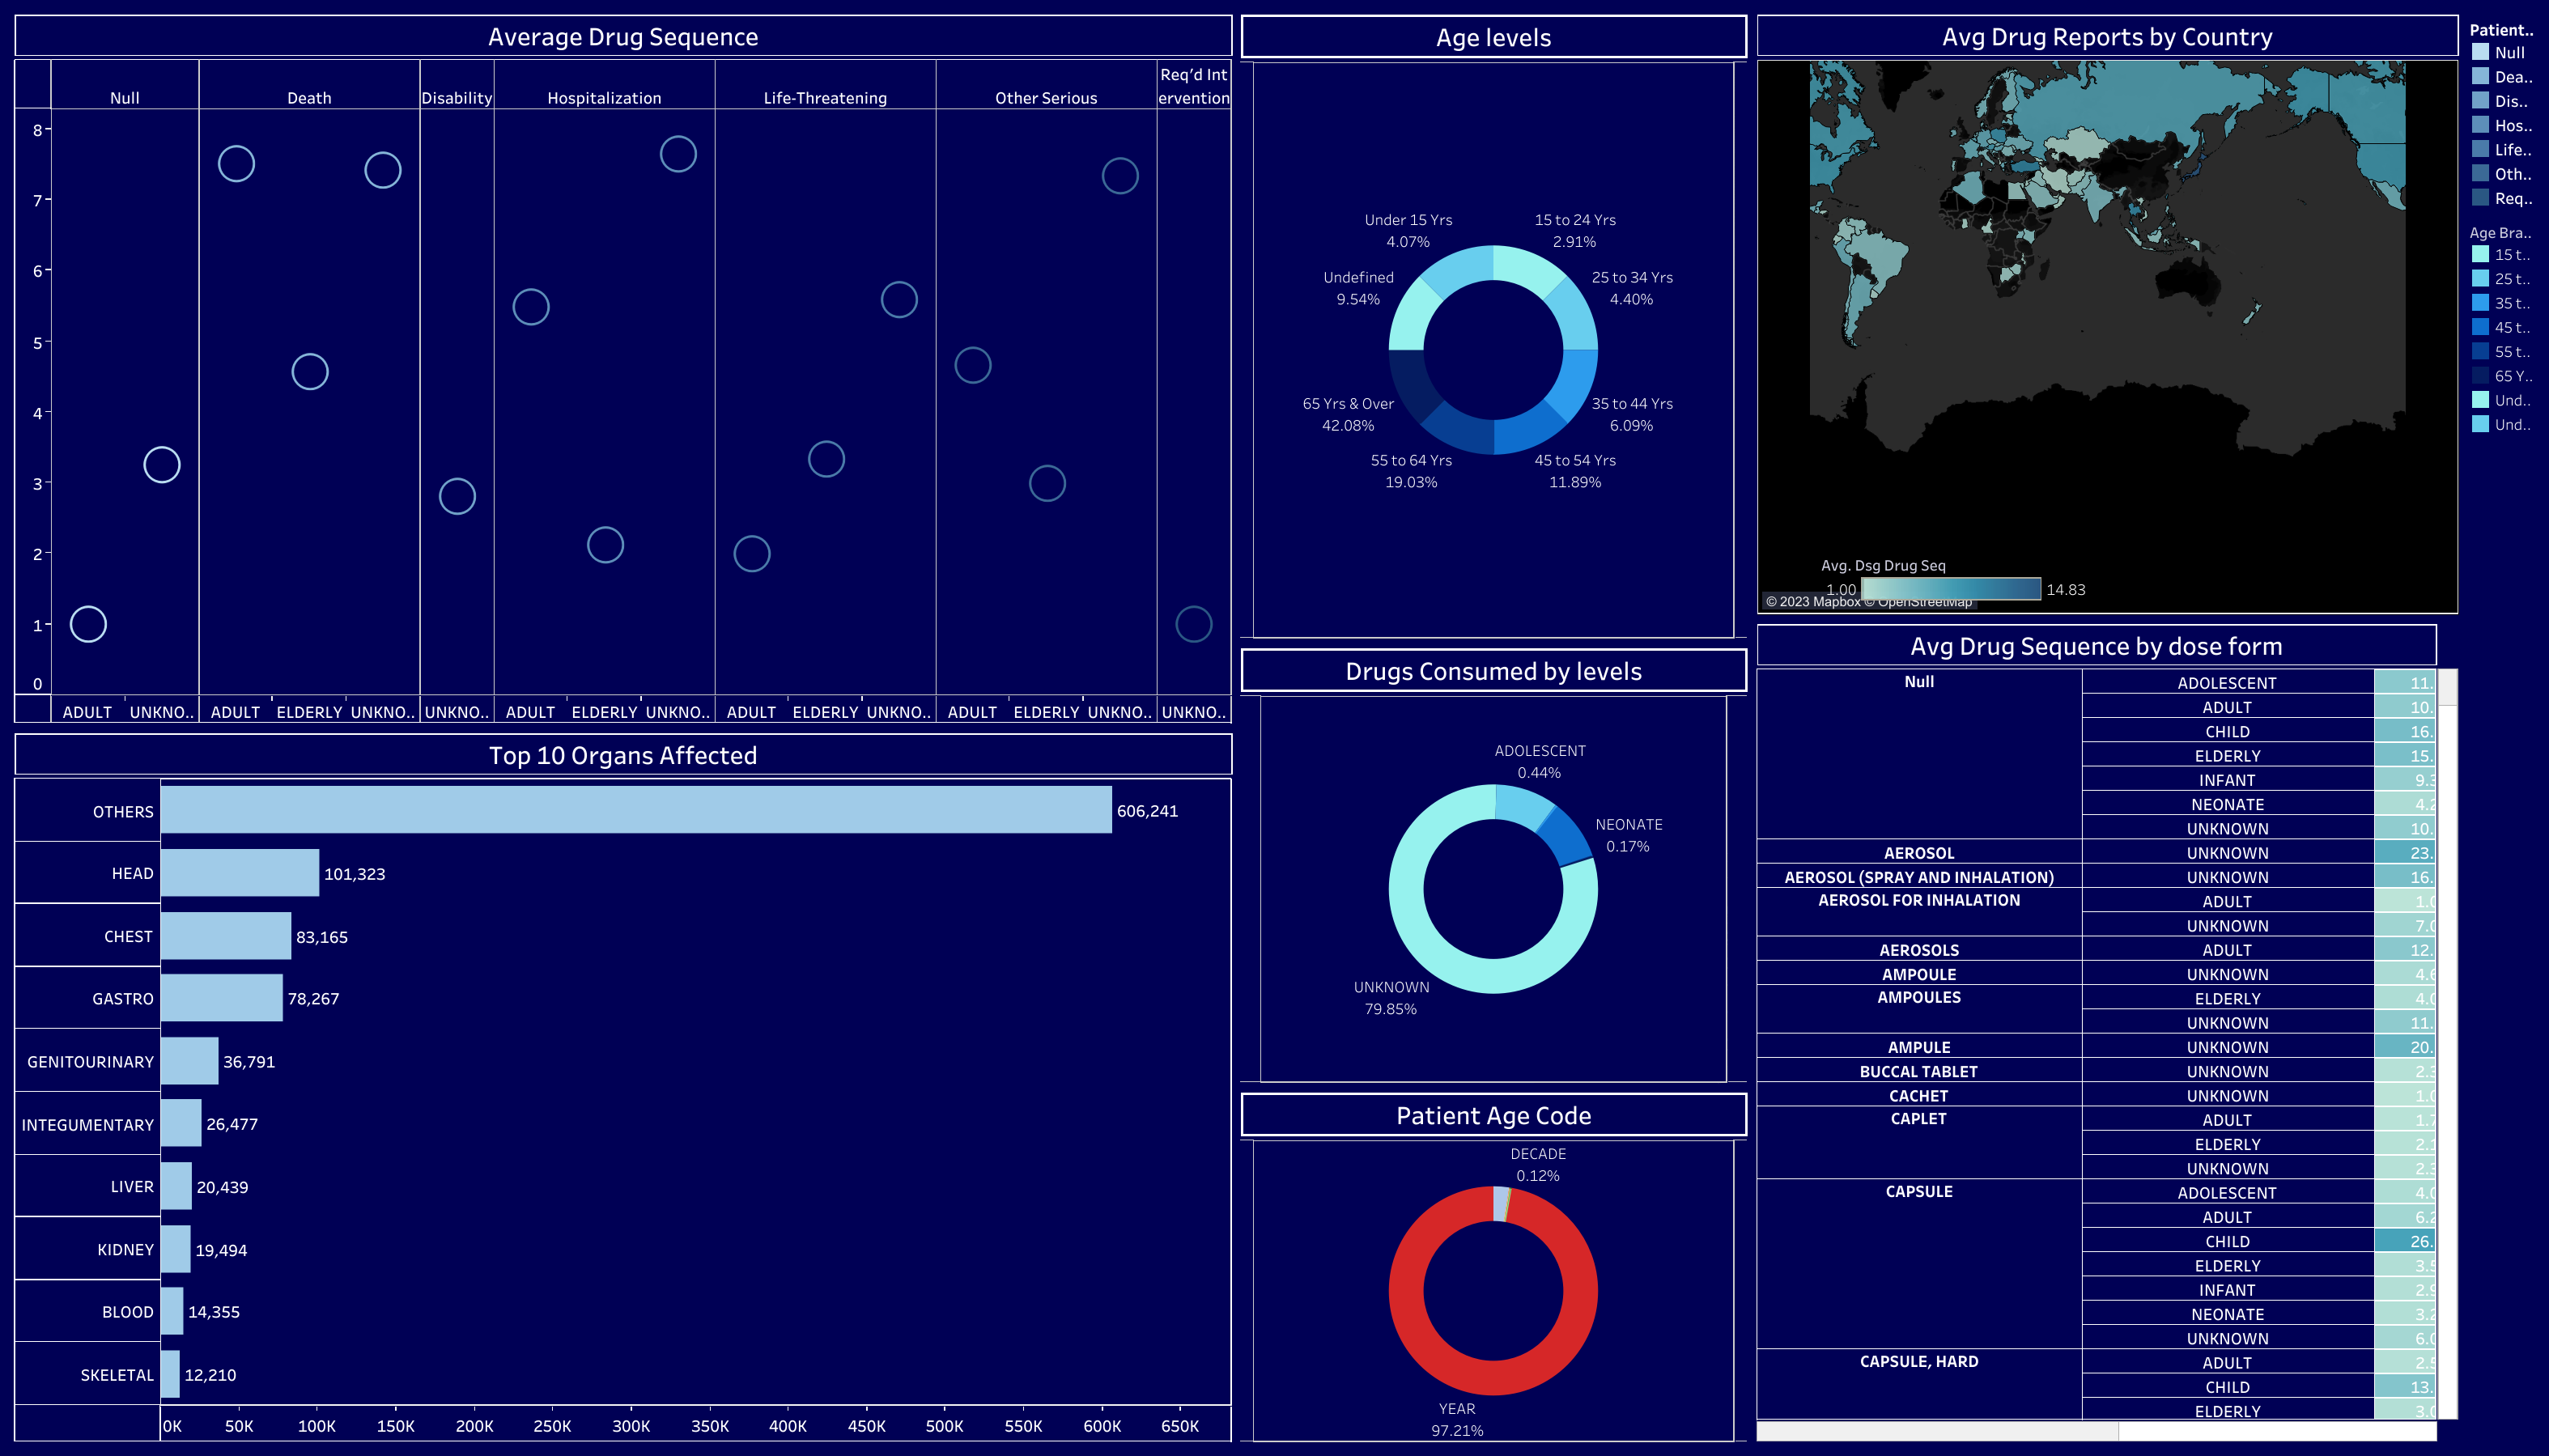 Average Drug Sequence
Null
Death
Disability
Hospitalization
Life-Threatening
Other Serious
Req'd Int
ervention
8
7
6
5
4
3
2
1
0
ADULT
UNKNO..
ADULT
ELDERLY
UNKNO..
UNKNO..
ADULT
ELDERLY
UNKNO..
ADULT
ELDERLY
UNKNO..
ADULT
ELDERLY
UNKNO..
UNKNO..
Top 10 Organs Affected
OTHERS
606,241
HEAD
101,323
CHEST
83,165
GASTRO
78,267
GENITOURINARY
36,791
INTEGUMENTARY
26,477
LIVER
20,439
KIDNEY
19,494
BLOOD
14,355
SKELETAL
12,210
0K
50K
100K
150K
200K
250K
300K
350K
400K
450K
500K
550K
600K
650K
Age levels
Under 15 Yrs
4.07%
15 to 24 Yrs
2.91%
Undefined
9.54%
25 to 34 Yrs
4.40%
65 Yrs & Over
42.08%
35 to 44 Yrs
6.09%
55 to 64 Yrs
19.03%
45 to 54 Yrs
11.89%
Drugs Consumed by levels
ADOLESCENT
0.44%
NEONATE
0.17%
UNKNOWN
79.85%
Patient Age Code
DECADE
0.12%
YEAR
97.21%
Avg Drug Reports by Country
Avg. Dsg Drug Seq
1.00
14.83
© 2023 Mapbox © OpenStreetMap
Avg Drug Sequence by dose form
Null
ADOLESCENT
11.
ADULT
10.
CHILD
16.
ELDERLY
15.
INFANT
9.3
NEONATE
4.2
UNKNOWN
10.
AEROSOL
UNKNOWN
23.
AEROSOL (SPRAY AND INHALATION)
UNKNOWN
16.
AEROSOL FOR INHALATION
ADULT
1.0
UNKNOWN
7.0
AEROSOLS
ADULT
12.
AMPOULE
UNKNOWN
4.6
AMPOULES
ELDERLY
4.0
UNKNOWN
11.
AMPULE
UNKNOWN
20.
BUCCAL TABLET
UNKNOWN
2.3
CACHET
UNKNOWN
1.0
CAPLET
ADULT
1.7
ELDERLY
2.1
UNKNOWN
2.3
CAPSULE
ADOLESCENT
4.0
ADULT
6.2
CHILD
26.
ELDERLY
3.5
INFANT
2.9
NEONATE
3.2
UNKNOWN
6.0
CAPSULE, HARD
ADULT
2.5
CHILD
13.
ELDERLY
3.0
Patient..
Null
Dea..
Dis..
Hos..
Life..
Oth..
Req..
Age Bra..
15 t..
25 t..
35 t..
45 t..
55 t..
65 Y..
Und..
Und..